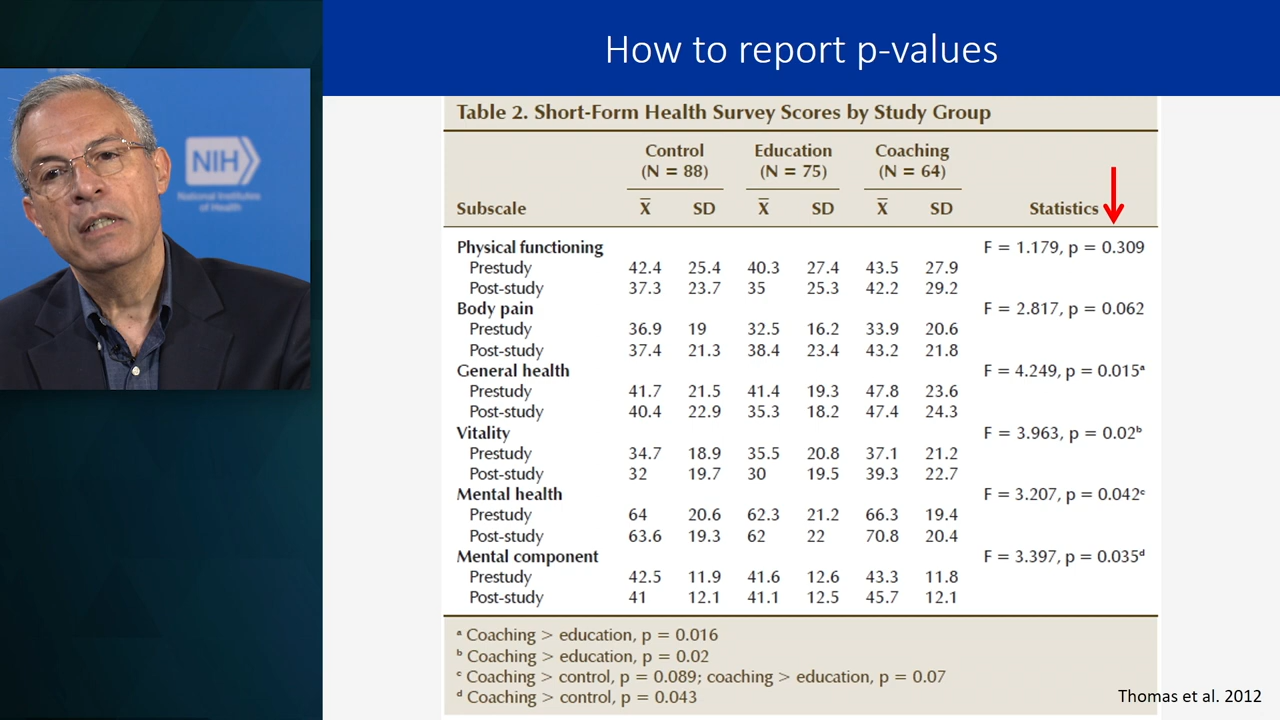 How to report p-values
NIH
National Institutes
of Health
Table 2. Short-Form Health Survey Scores by Study Group
Control Education Coaching
(N = 88) (N = 75) (N = 64)
Subscale X̅ SD X̅ SD X̅ SD Statistics
Physical functioning F = 1.179, p = 0.309
Prestudy 42.4 25.4 40.3 27.4 43.5 27.9
Post-study 37.3 23.7 35 25.3 42.2 29.2
Body pain F = 2.817, p = 0.062
Prestudy 36.9 19 32.5 16.2 33.9 20.6
Post-study 37.4 21.3 38.4 23.4 43.2 21.8
General health F = 4.249, p = 0.015ᵃ
Prestudy 41.7 21.5 41.4 19.3 47.8 23.6
Post-study 40.4 22.9 35.3 18.2 47.4 24.3
Vitality F = 3.963, p = 0.02ᵇ
Prestudy 34.7 18.9 35.5 20.8 37.1 21.2
Post-study 32 19.7 30 19.5 39.3 22.7
Mental health F = 3.207, p = 0.042ᶜ
Prestudy 64 20.6 62.3 21.2 66.3 19.4
Post-study 63.6 19.3 62 22 70.8 20.4
Mental component F = 3.397, p = 0.035ᵈ
Prestudy 42.5 11.9 41.6 12.6 43.3 11.8
Post-study 41 12.1 41.1 12.5 45.7 12.1
ᵃ Coaching > education, p = 0.016
ᵇ Coaching > education, p = 0.02
ᶜ Coaching > control, p = 0.089; coaching > education, p = 0.07
ᵈ Coaching > control, p = 0.043
Thomas et al. 2012